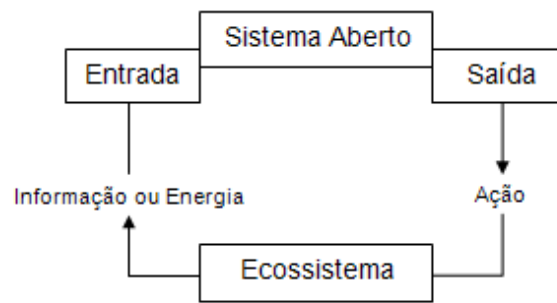 Sistema Aberto
Entrada
Saída
Informação ou Energia
Ação
Ecossistema